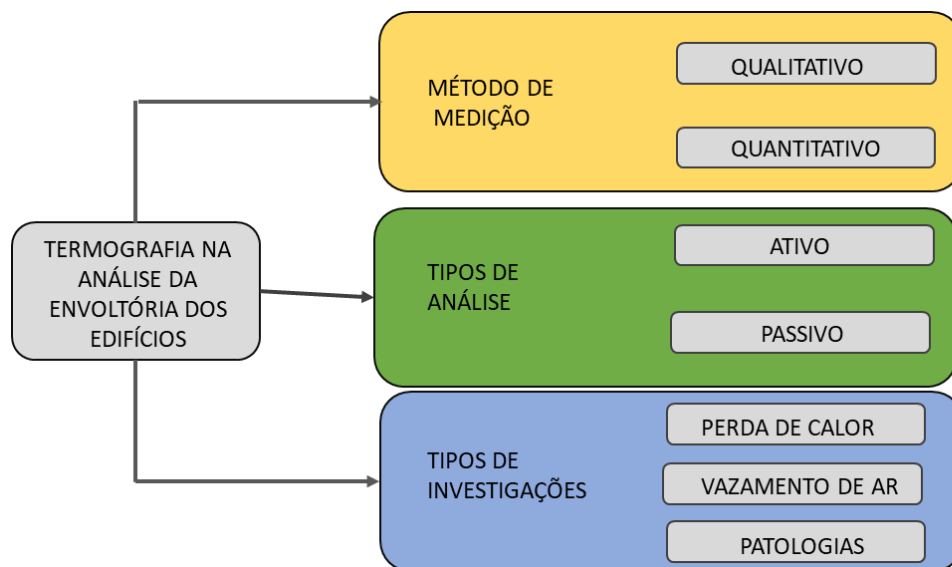 TERMOGRAFIA NA
ANÁLISE DA
ENVOLTÓRIA DOS
EDIFÍCIOS
MÉTODO DE
MEDIÇÃO
QUALITATIVO
QUANTITATIVO
TIPOS DE
ANÁLISE
ATIVO
PASSIVO
TIPOS DE
INVESTIGAÇÕES
PERDA DE CALOR
VAZAMENTO DE AR
PATOLOGIAS